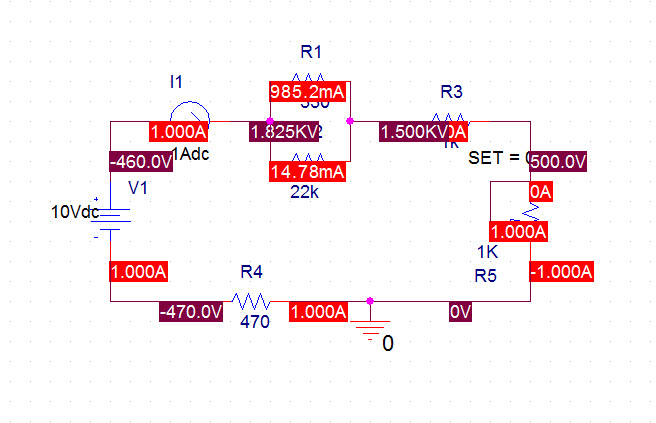 R1
I1
985.2mA
R3
330
1.000A
1.825KV
1.500KV
0A
1k
1Adc
-460.0V
SET = 0
500.0V
14.78mA
V1
22k
0A
10Vdc
1.000A
1K
1.000A
R4
R5
-1.000A
-470.0V
470
1.000A
0V
0